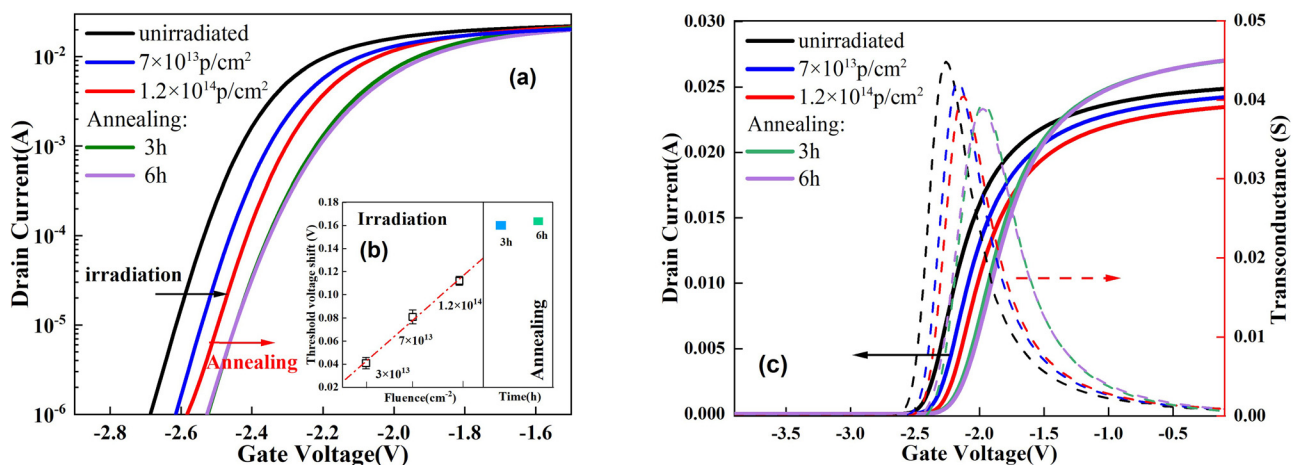 10⁻²
10⁻³
10⁻⁴
10⁻⁵
10⁻⁶
Drain Current(A)
unirradiated
7×10¹³p/cm²
1.2×10¹⁴p/cm²
Annealing:
3h
6h
(a)
irradiation
Annealing
-2.8
-2.6
-2.4
-2.2
-2.0
-1.8
-1.6
Gate Voltage(V)
0.18
0.16
0.14
0.12
0.10
0.08
0.06
0.04
0.02
Threshold voltage shift (V)
Irradiation
(b)
3×10¹³
7×10¹³
1.2×10¹⁴
3h
6h
Annealing
Fluence(cm⁻²)
Time(h)
0.030
0.025
0.020
0.015
0.010
0.005
0.000
Drain Current(A)
unirradiated
7×10¹³p/cm²
1.2×10¹⁴p/cm²
Annealing:
3h
6h
(c)
-3.5
-3.0
-2.5
-2.0
-1.5
-1.0
-0.5
Gate Voltage(V)
0.05
0.04
0.03
0.02
0.01
0.00
Transconductance (S)